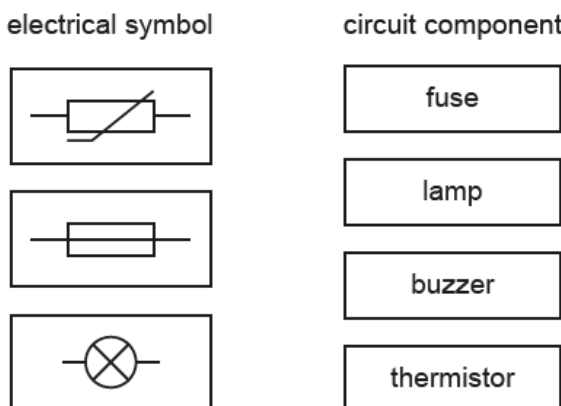 electrical symbol circuit component
fuse
lamp
buzzer
thermistor